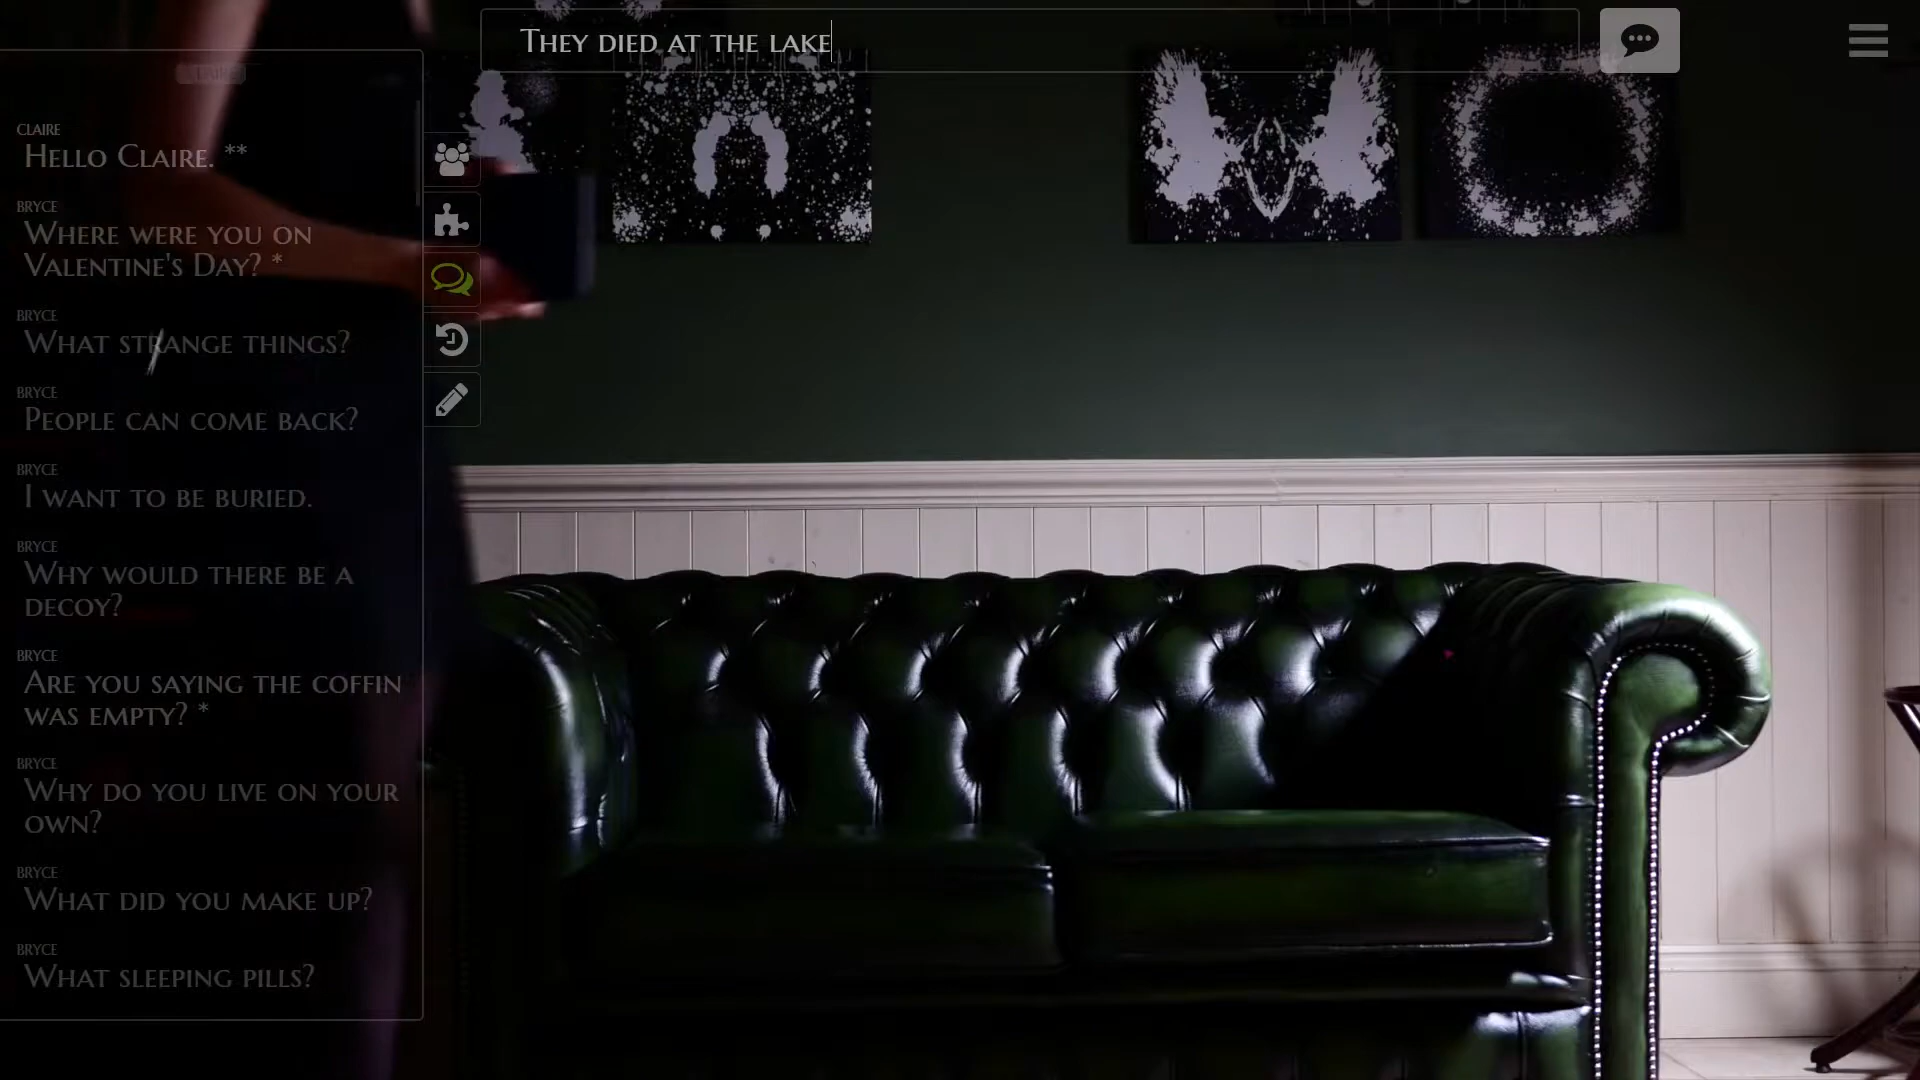 They died at the lake
Claire
Hello Claire. **
Bryce
Where were you on
Valentine's Day? *
Bryce
What strange things?
Bryce
People can come back?
Bryce
I want to be buried.
Bryce
Why would there be a
decoy?
Bryce
Are you saying the coffin
was empty? *
Bryce
Why do you live on your
own?
Bryce
What did you make up?
Bryce
What sleeping pills?